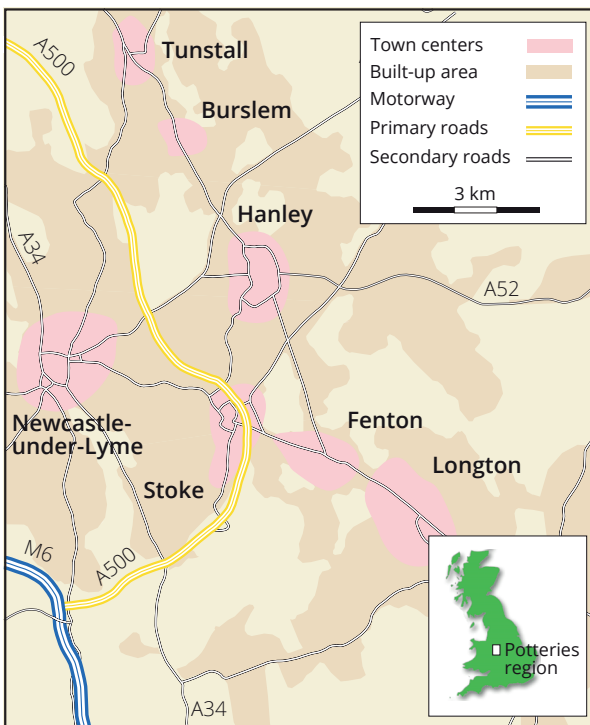 A500
Tunstall
Burslem
Hanley
A34
A52
Newcastle-
under-Lyme
Fenton
Longton
Stoke
M6
A500
A34
Town centers
Built-up area
Motorway
Primary roads
Secondary roads
3 km
Potteries
region